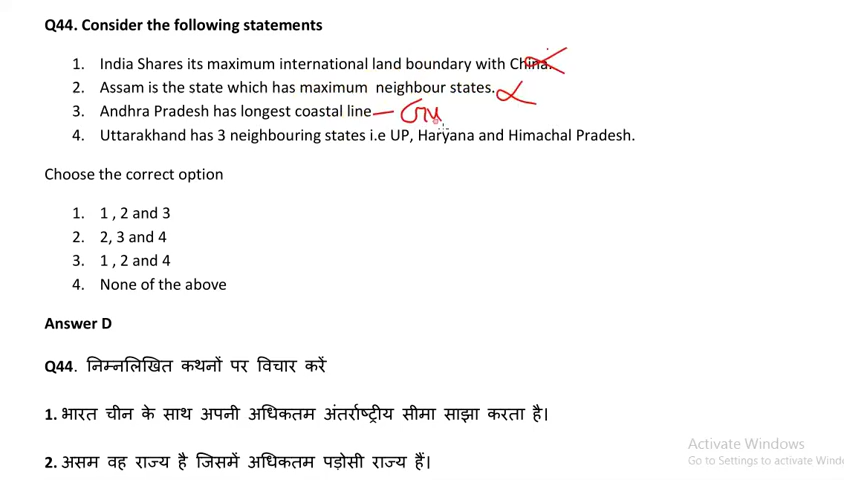 Q44. Consider the following statements
1. India Shares its maximum international land boundary with China.
2. Assam is the state which has maximum neighbour states.
3. Andhra Pradesh has longest coastal line
4. Uttarakhand has 3 neighbouring states i.e UP, Haryana and Himachal Pradesh.
Choose the correct option
1. 1 , 2 and 3
2. 2, 3 and 4
3. 1 , 2 and 4
4. None of the above
Answer D
Q44. निम्नलिखित कथनों पर विचार करें
1. भारत चीन के साथ अपनी अधिकतम अंतर्राष्ट्रीय सीमा साझा करता है।
2. असम वह राज्य है जिसमें अधिकतम पड़ोसी राज्य हैं।
Activate Windows
Go to Settings to activate Windo